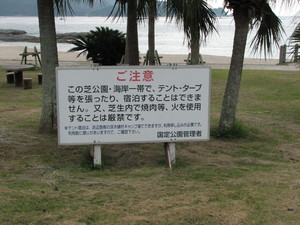 ご注意
この芝公園・海岸一帯で、テント・タープ
等を張ったり、宿泊することはできま
せん。又、芝生内で焼肉等、火を使用
することは厳禁です。
国定公園管理者